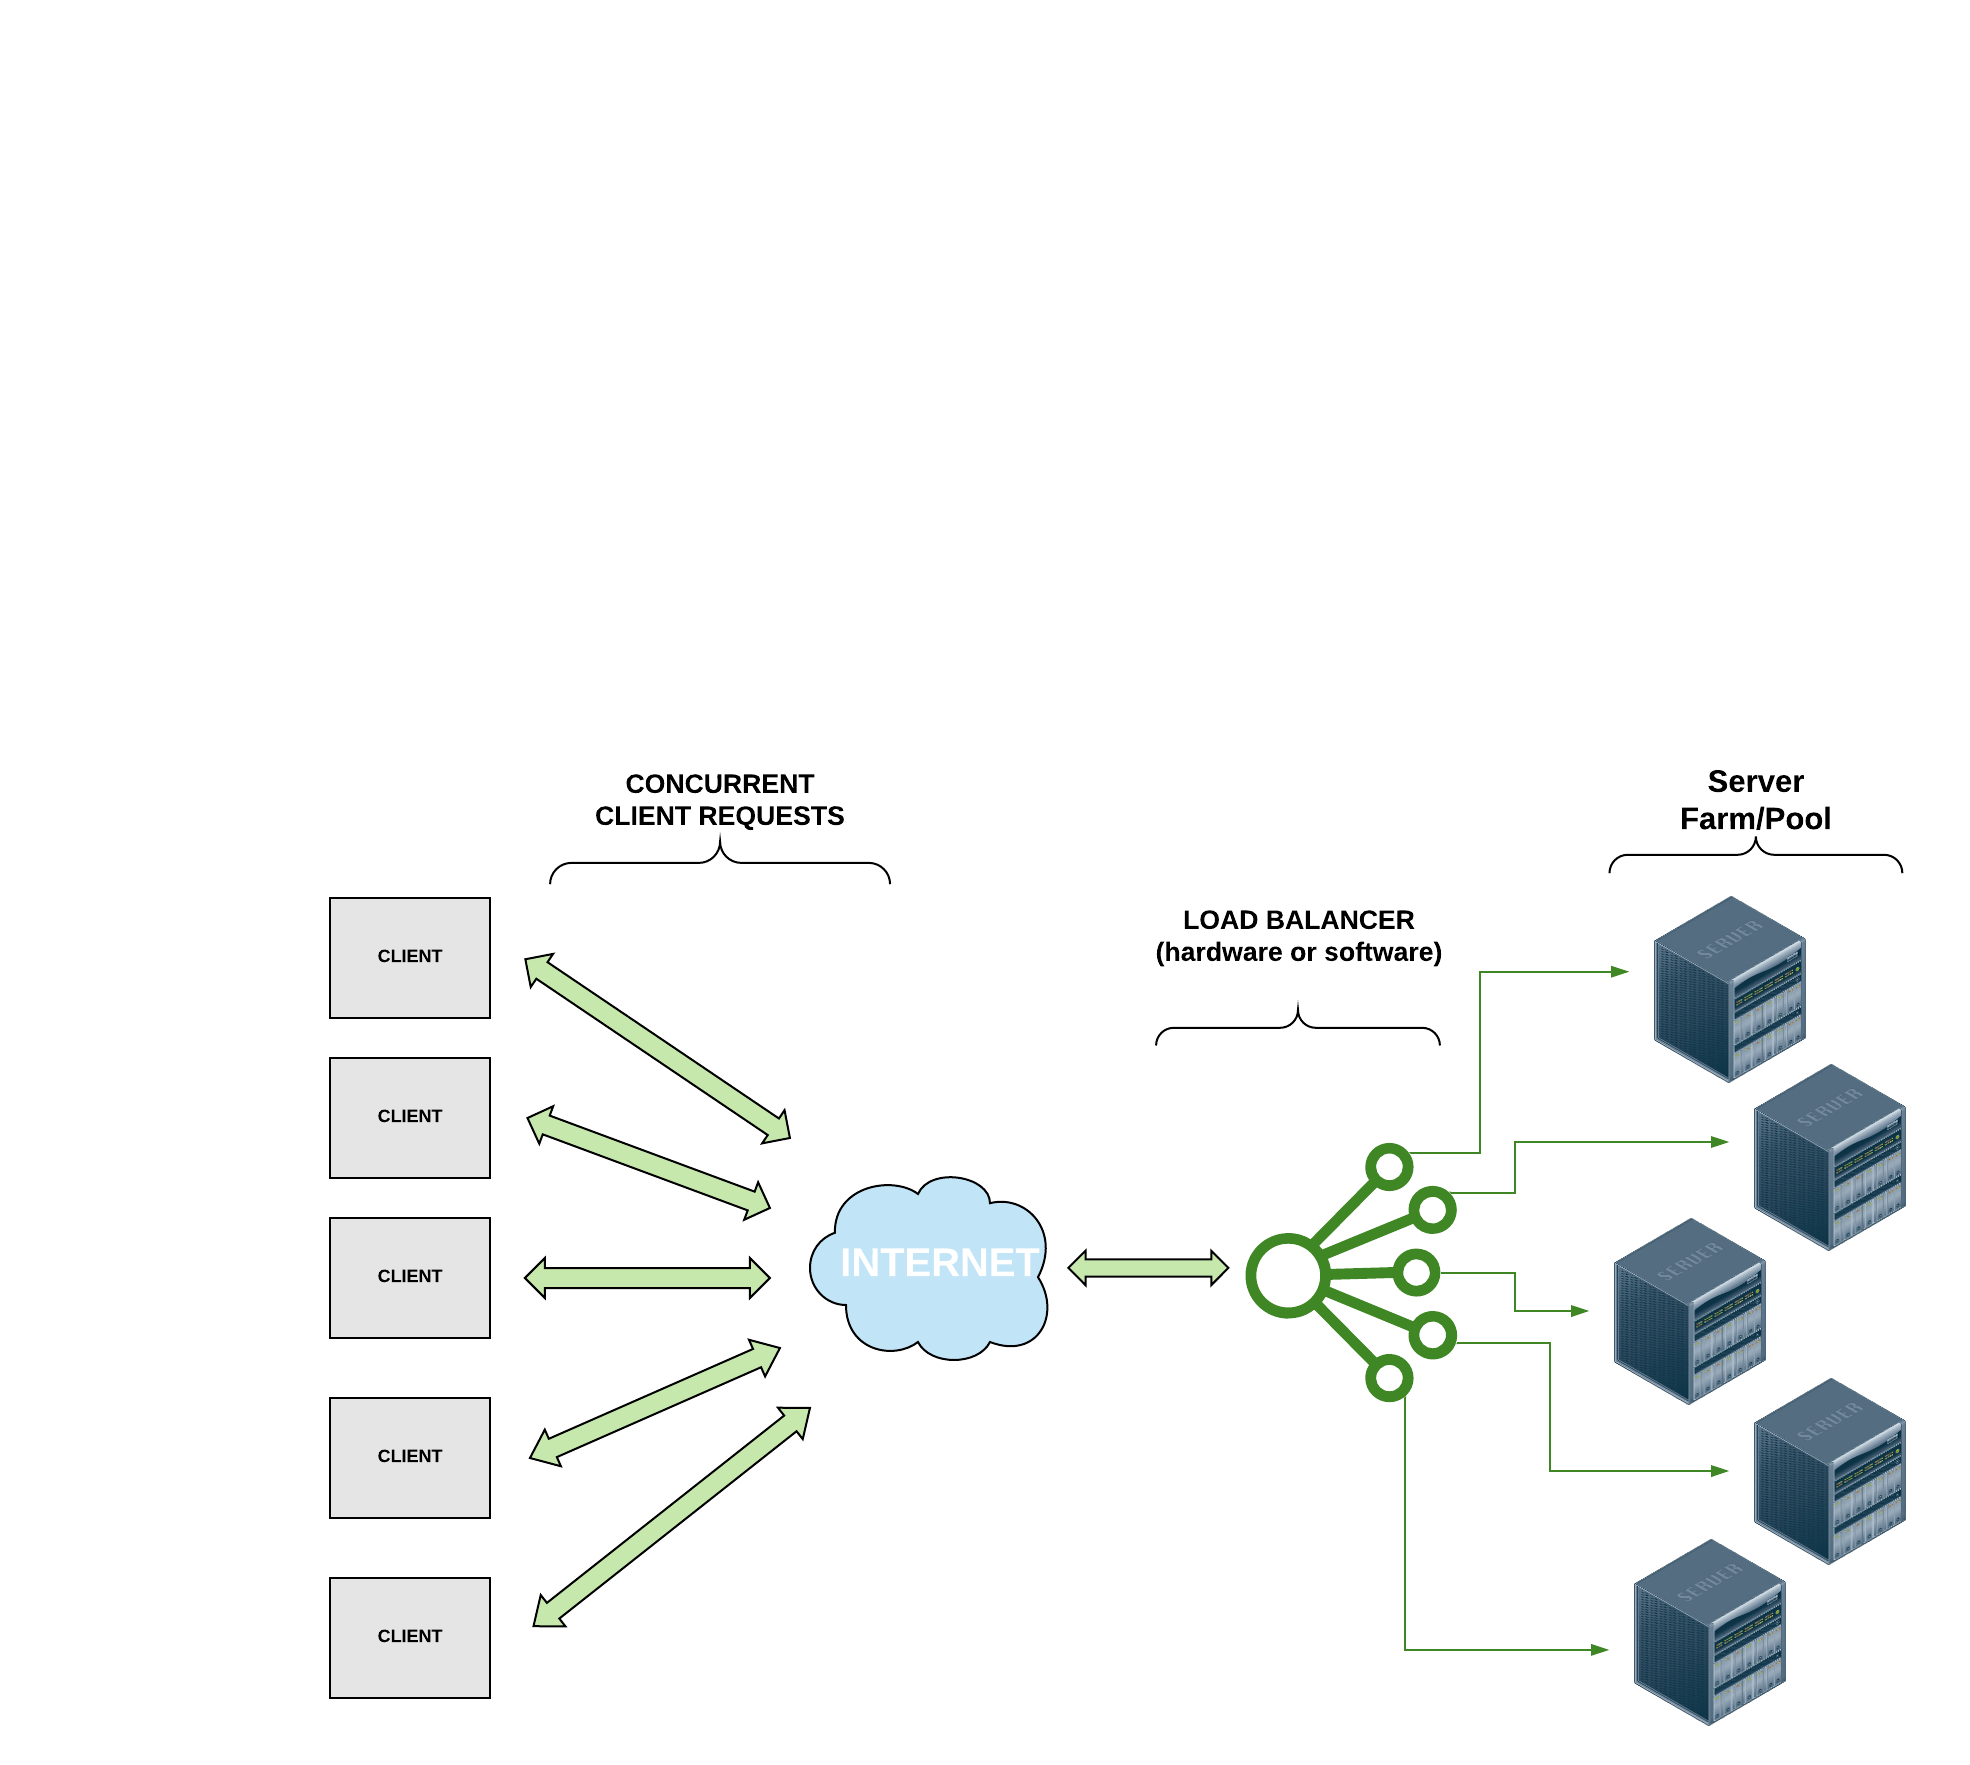 CONCURRENT
CLIENT REQUESTS
Server
Farm/Pool
LOAD BALANCER
(hardware or software)
CLIENT
CLIENT
CLIENT
CLIENT
CLIENT
INTERNET
SERVER
SERVER
SERVER
SERVER
SERVER